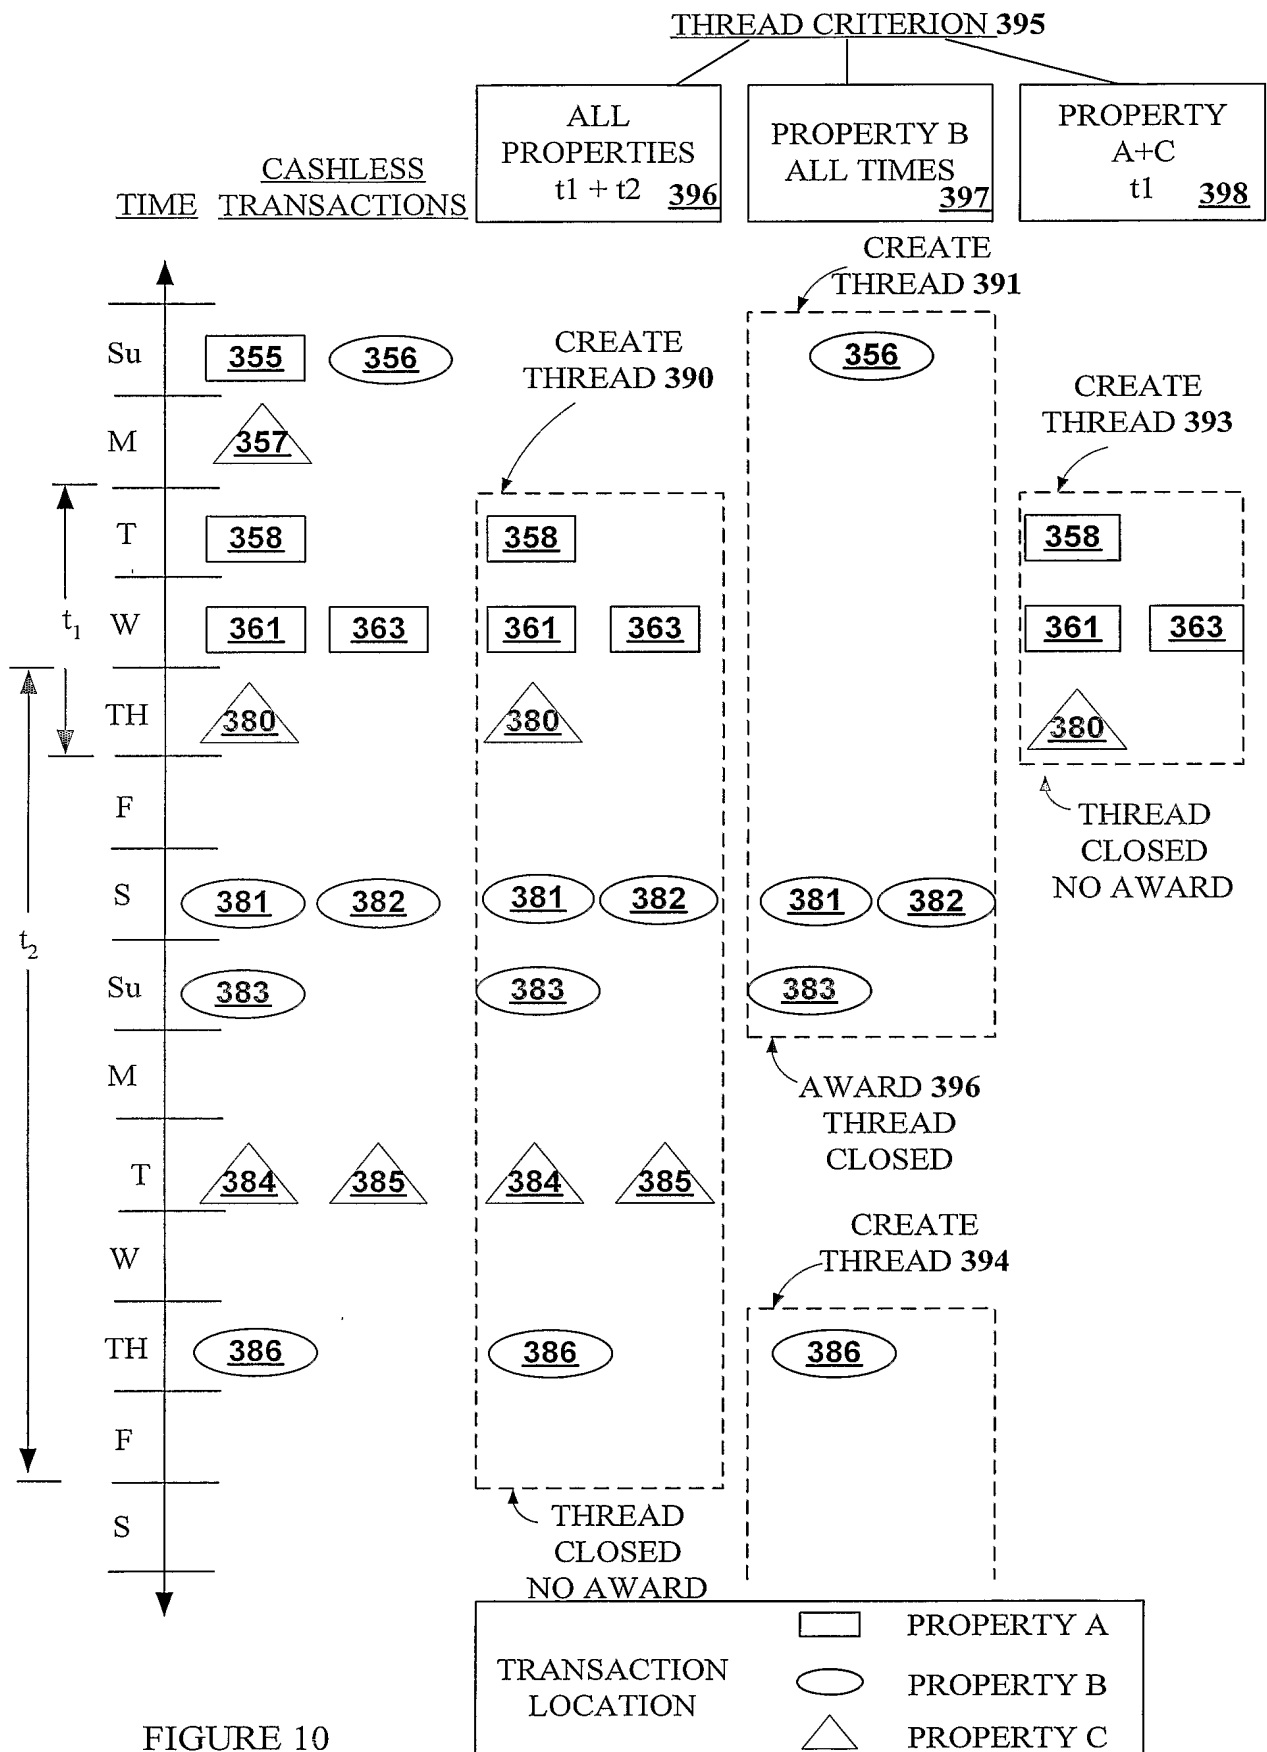 THREAD CRITERION 395
ALL
PROPERTIES
t1 + t2 396
PROPERTY B
ALL TIMES
397
PROPERTY
A+C
t1 398
TIME
CASHLESS
TRANSACTIONS
CREATE
THREAD 391
Su 355 356 356
CREATE
THREAD 390
CREATE
THREAD 393
M 357
T 358 358 358
t1
W 361 363 361 363 361 363
TH 380 380 380
F
THREAD
CLOSED
NO AWARD
S 381 382 381 382 381 382
t2
Su 383 383 383
M
AWARD 396
THREAD
CLOSED
T 384 385 384 385
W
CREATE
THREAD 394
TH 386 386 386
F
S
THREAD
CLOSED
NO AWARD
TRANSACTION
LOCATION
PROPERTY A
PROPERTY B
PROPERTY C
FIGURE 10